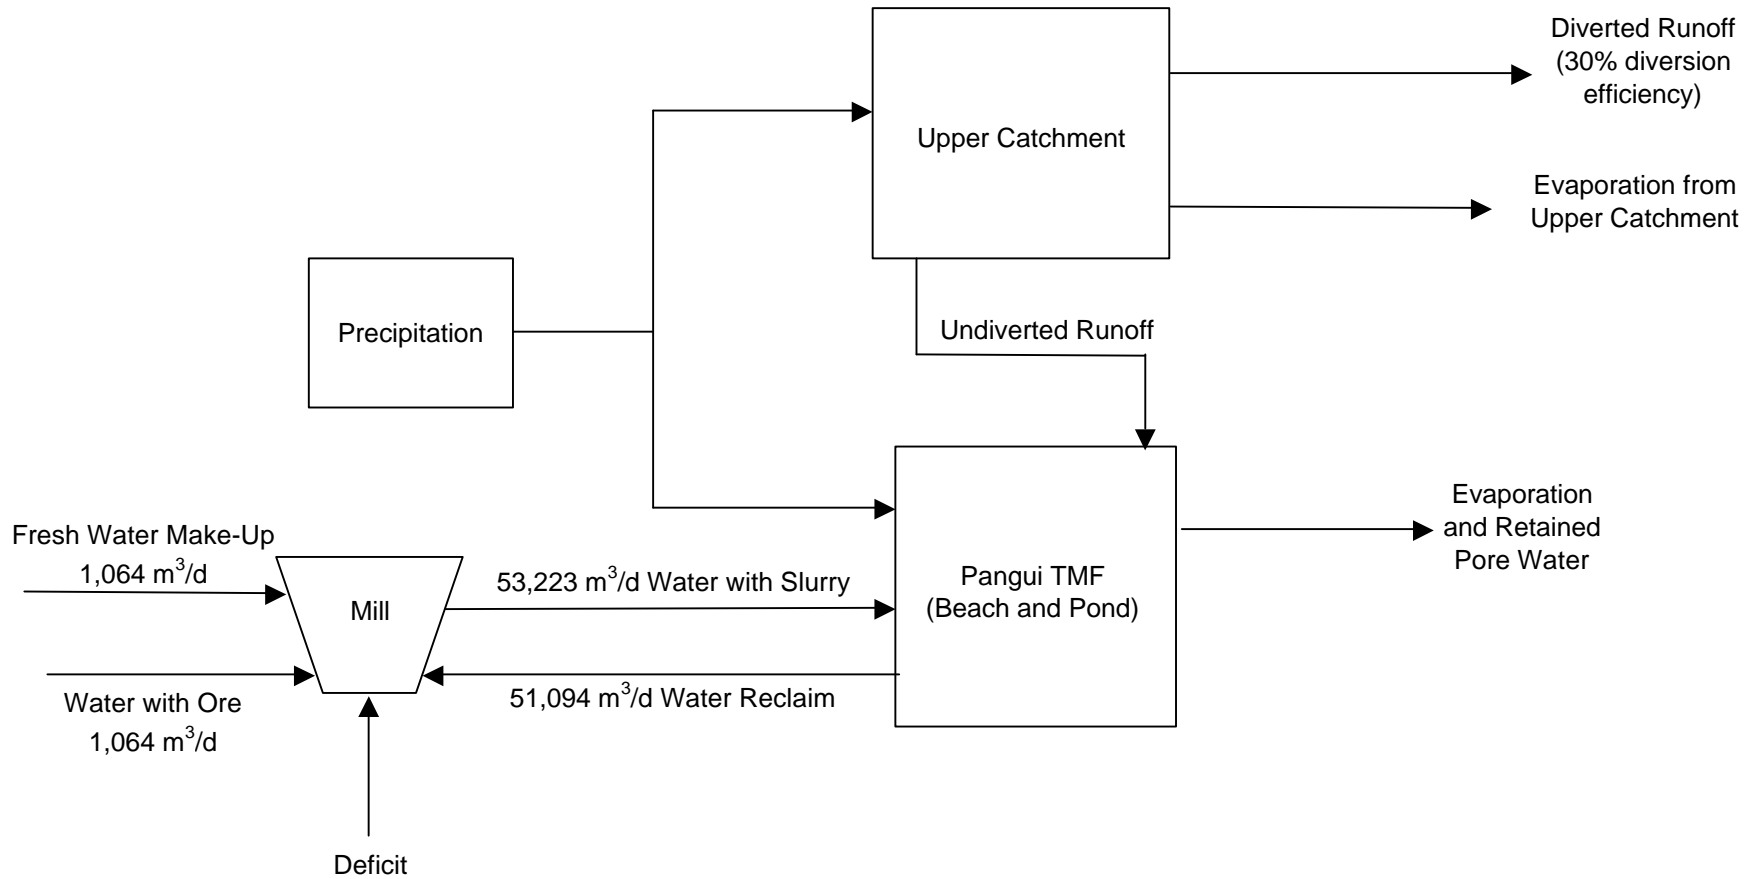 Diverted Runoff
(30% diversion
efficiency)
Upper Catchment
Evaporation from
Upper Catchment
Precipitation
Undiverted Runoff
Fresh Water Make-Up
1,064 m³/d
Mill
53,223 m³/d Water with Slurry
Pangui TMF
(Beach and Pond)
Evaporation
and Retained
Pore Water
Water with Ore
1,064 m³/d
51,094 m³/d Water Reclaim
Deficit